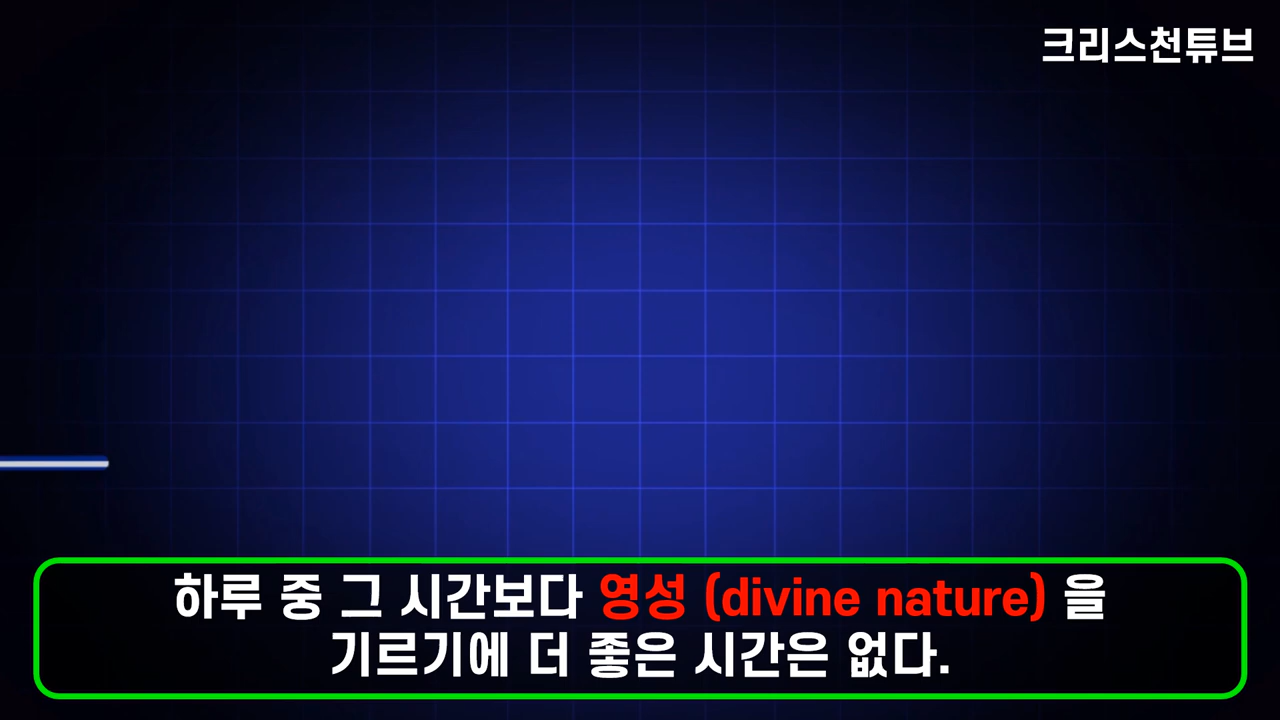 크리스천튜브
하루 중 그 시간보다 영성 (divine nature) 을
기르기에 더 좋은 시간은 없다.